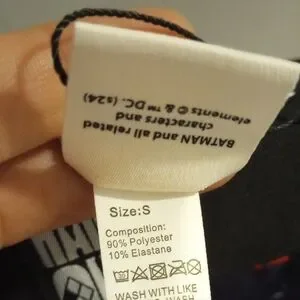 BATMAN and all related
characters and
elements © & ™ DC. (s24)
Size:S
Composition:
90% Polyester
10% Elastane
WASH WITH LIKE